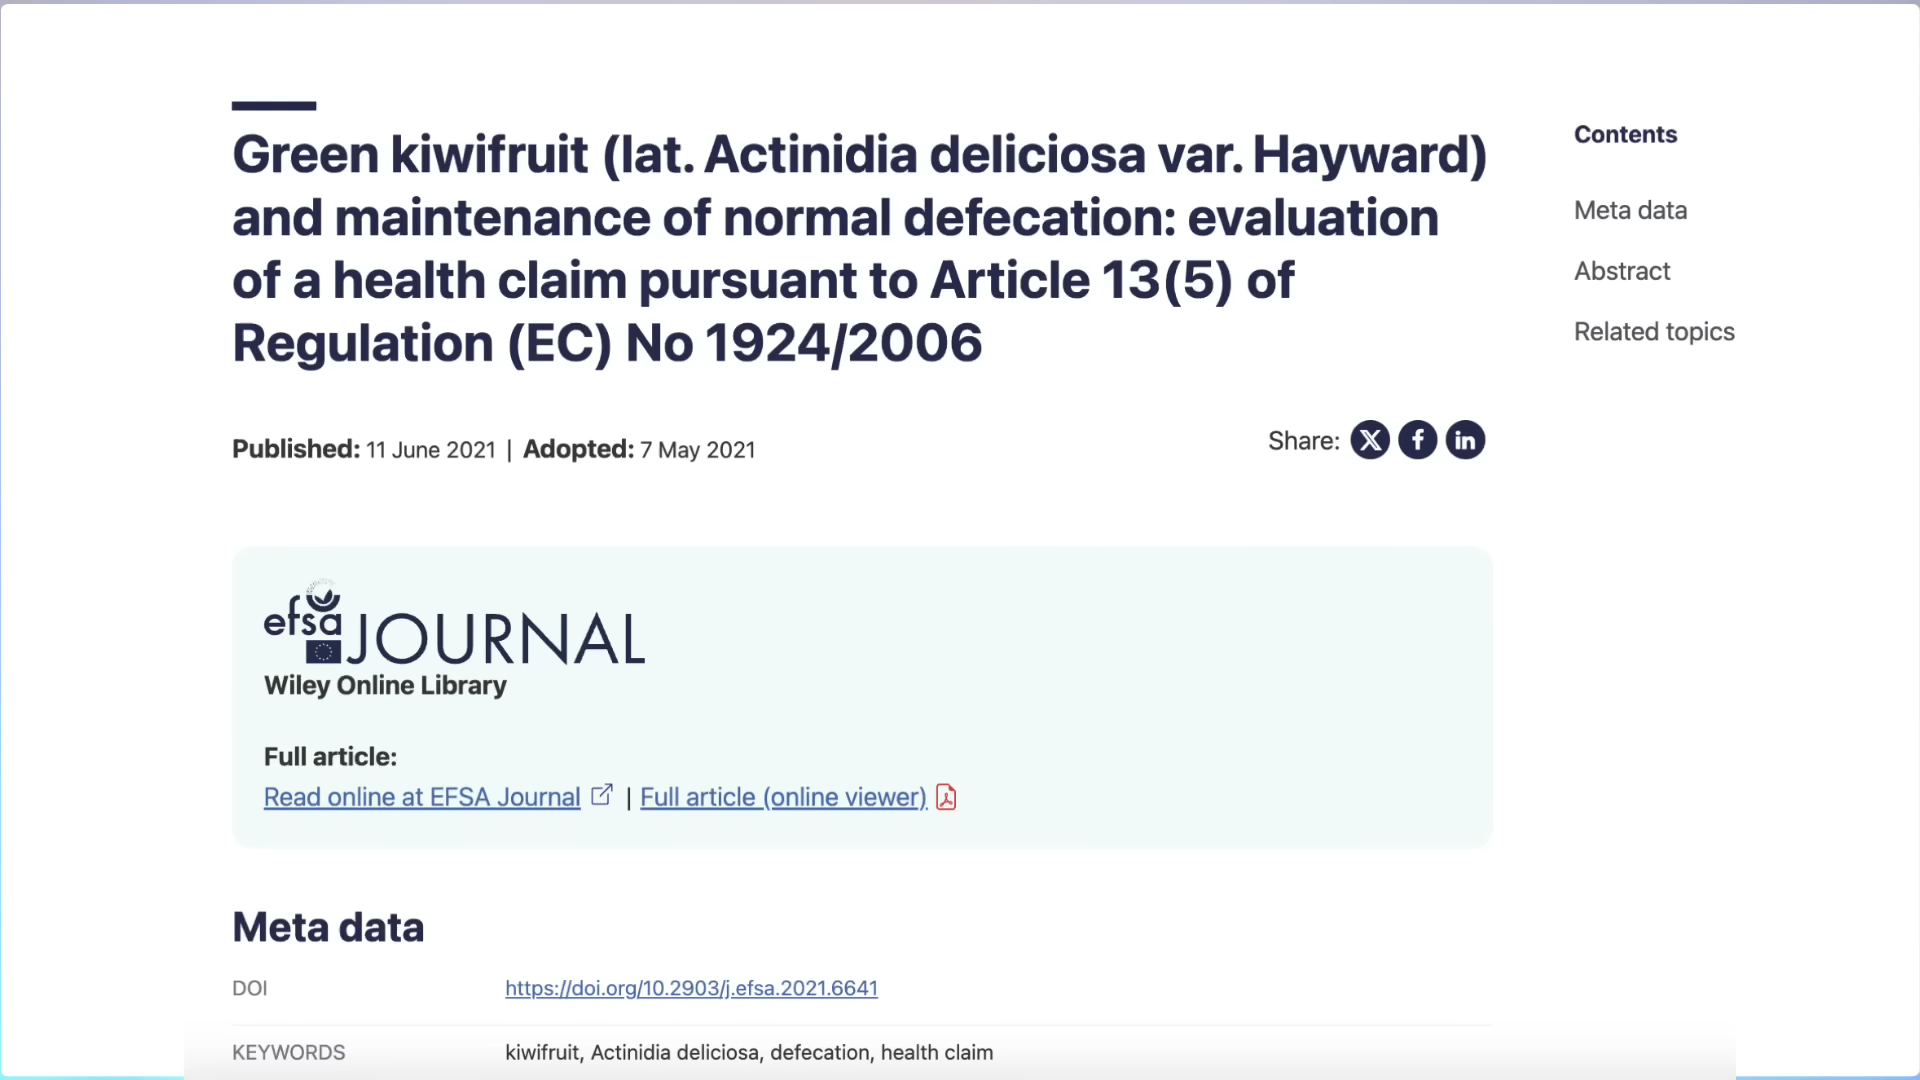 Green kiwifruit (lat. Actinidia deliciosa var. Hayward)
and maintenance of normal defecation: evaluation
of a health claim pursuant to Article 13(5) of
Regulation (EC) No 1924/2006
Published: 11 June 2021 | Adopted: 7 May 2021
Share:
efsa JOURNAL
Wiley Online Library
Full article:
Read online at EFSA Journal | Full article (online viewer)
Meta data
DOI https://doi.org/10.2903/j.efsa.2021.6641
KEYWORDS kiwifruit, Actinidia deliciosa, defecation, health claim
Contents
Meta data
Abstract
Related topics